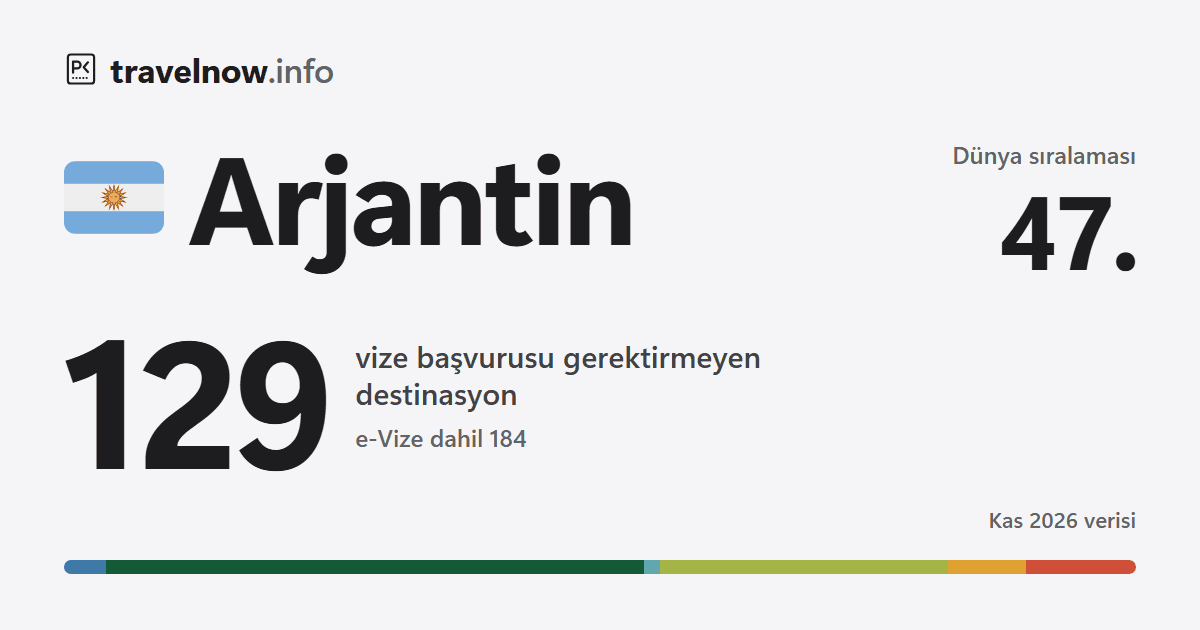 travelnow.info
Arjantin
Dünya sıralaması
47.
129
vize başvurusu gerektirmeyen
destinasyon
e-Vize dahil 184
Kas 2026 verisi